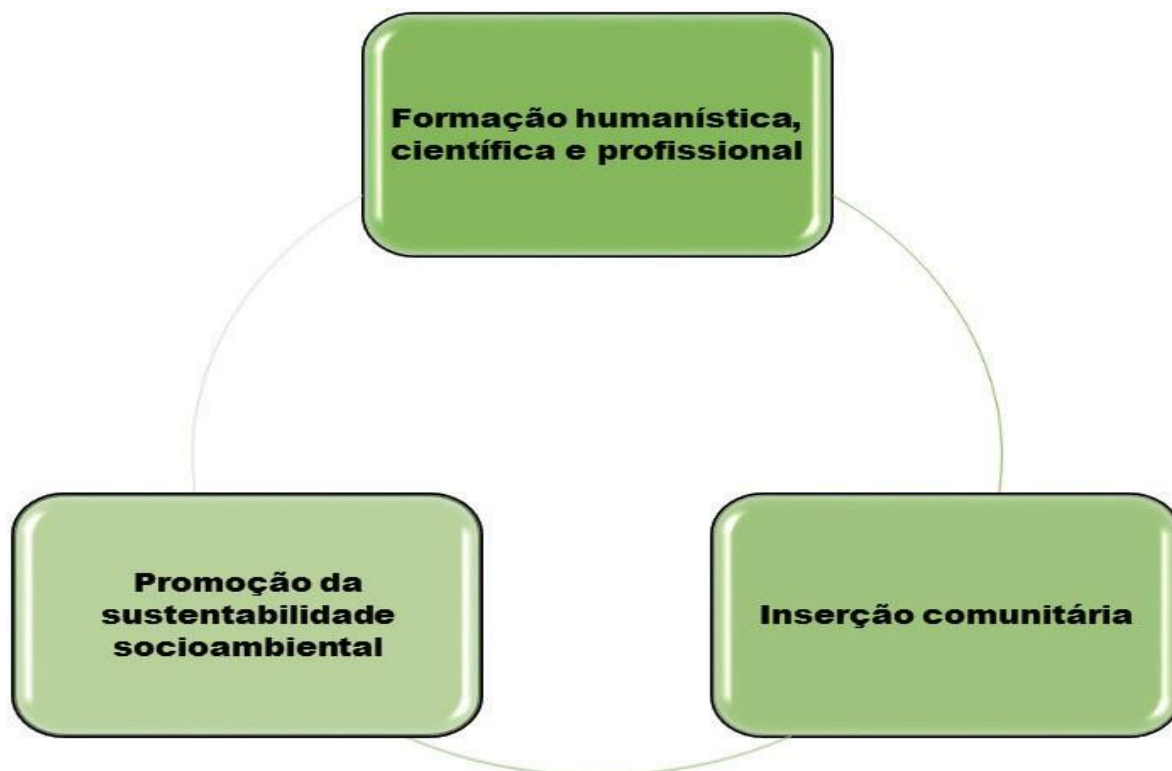 Formação humanística,
científica e profissional
Promoção da
sustentabilidade
socioambiental
Inserção comunitária